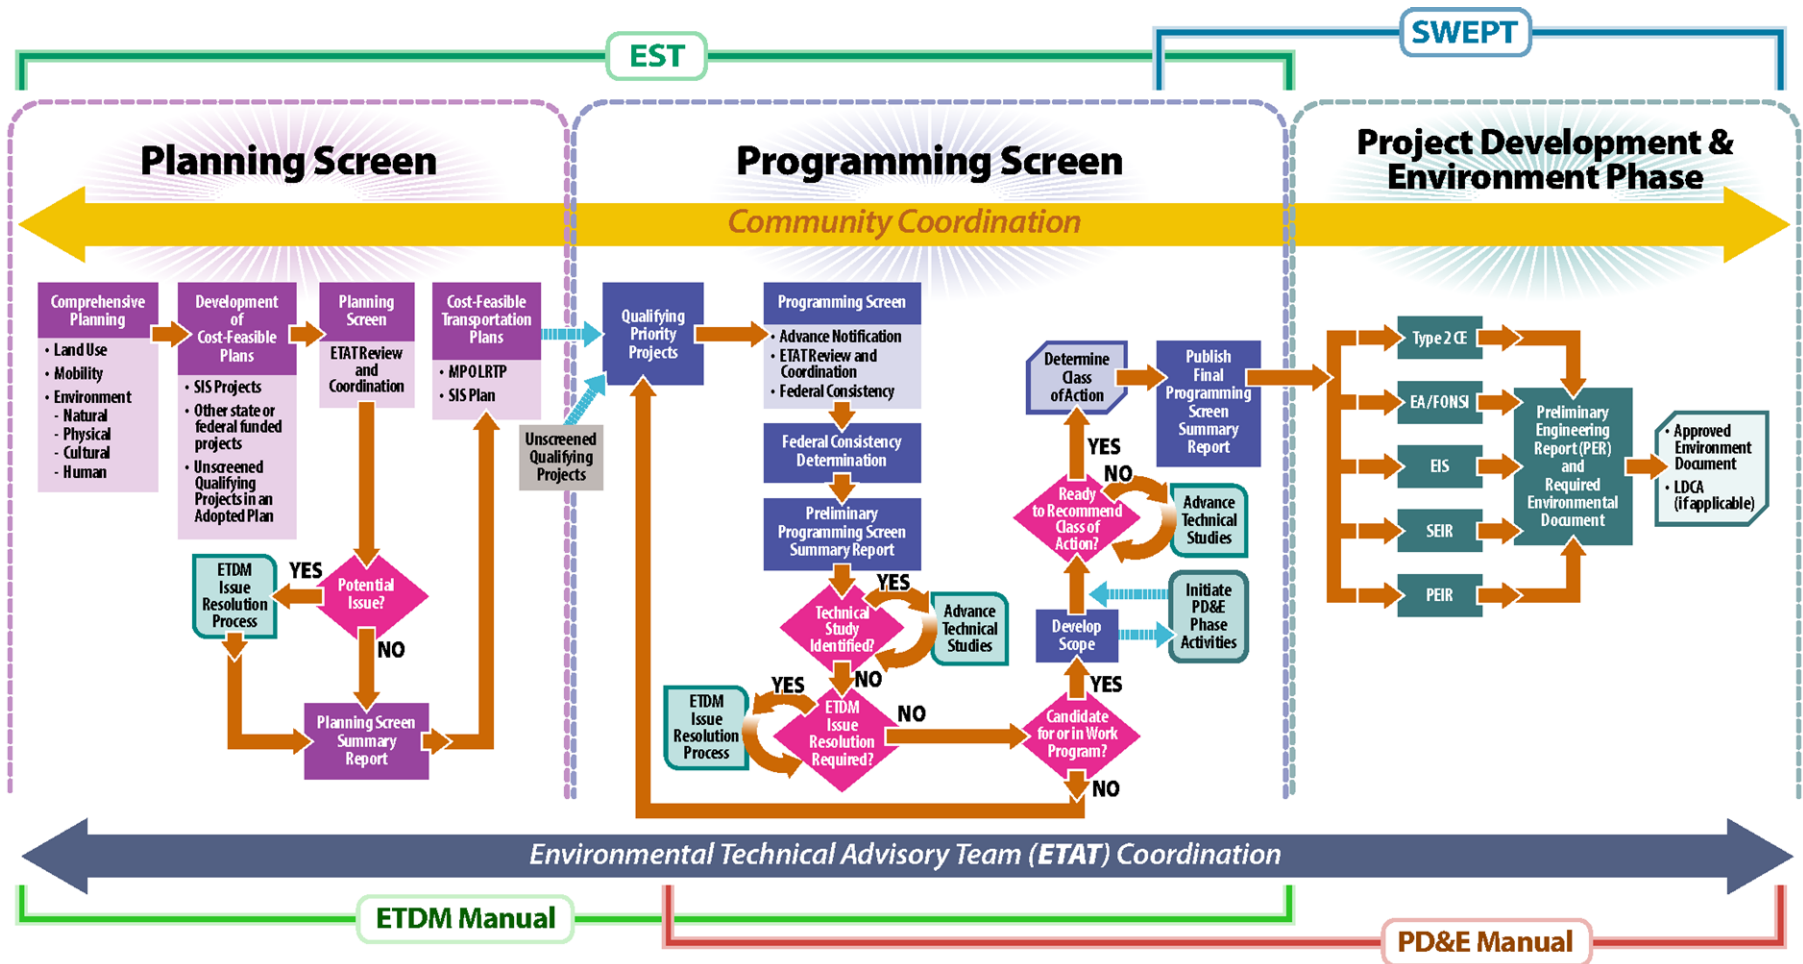 EST
SWEPT
Planning Screen
Programming Screen
Project Development &
Environment Phase
Community Coordination
Comprehensive
Planning
• Land Use
• Mobility
• Environment
- Natural
- Physical
- Cultural
- Human
Development
of
Cost-Feasible
Plans
• SIS Projects
• Other state or
federal funded
projects
• Unscreened
Qualifying
Projects in an
Adopted Plan
Planning
Screen
ETAT Review
and
Coordination
Cost-Feasible
Transportation
Plans
• MPO LRTP
• SIS Plan
Unscreened
Qualifying
Projects
ETDM
Issue
Resolution
Process
YES
Potential
Issue?
NO
Planning Screen
Summary
Report
Qualifying
Priority
Projects
Programming Screen
• Advance Notification
• ETAT Review and
Coordination
• Federal Consistency
Federal Consistency
Determination
Preliminary
Programming Screen
Summary Report
YES
Technical
Study
Identified?
Advance
Technical
Studies
NO
YES
ETDM
Issue
Resolution
Process
ETDM
Issue
Resolution
Required?
NO
Candidate
for or in Work
Program?
NO
YES
Develop
Scope
Initiate
PD&E
Phase
Activities
Ready
to Recommend
Class of
Action?
NO
Advance
Technical
Studies
YES
Determine
Class
of Action
Publish
Final
Programming
Screen
Summary
Report
Type 2 CE
EA/FONSI
EIS
SEIR
PEIR
Preliminary
Engineering
Report (PER)
and
Required
Environmental
Document
• Approved
Environment
Document
• LDCA
(if applicable)
Environmental Technical Advisory Team (ETAT) Coordination
ETDM Manual
PD&E Manual